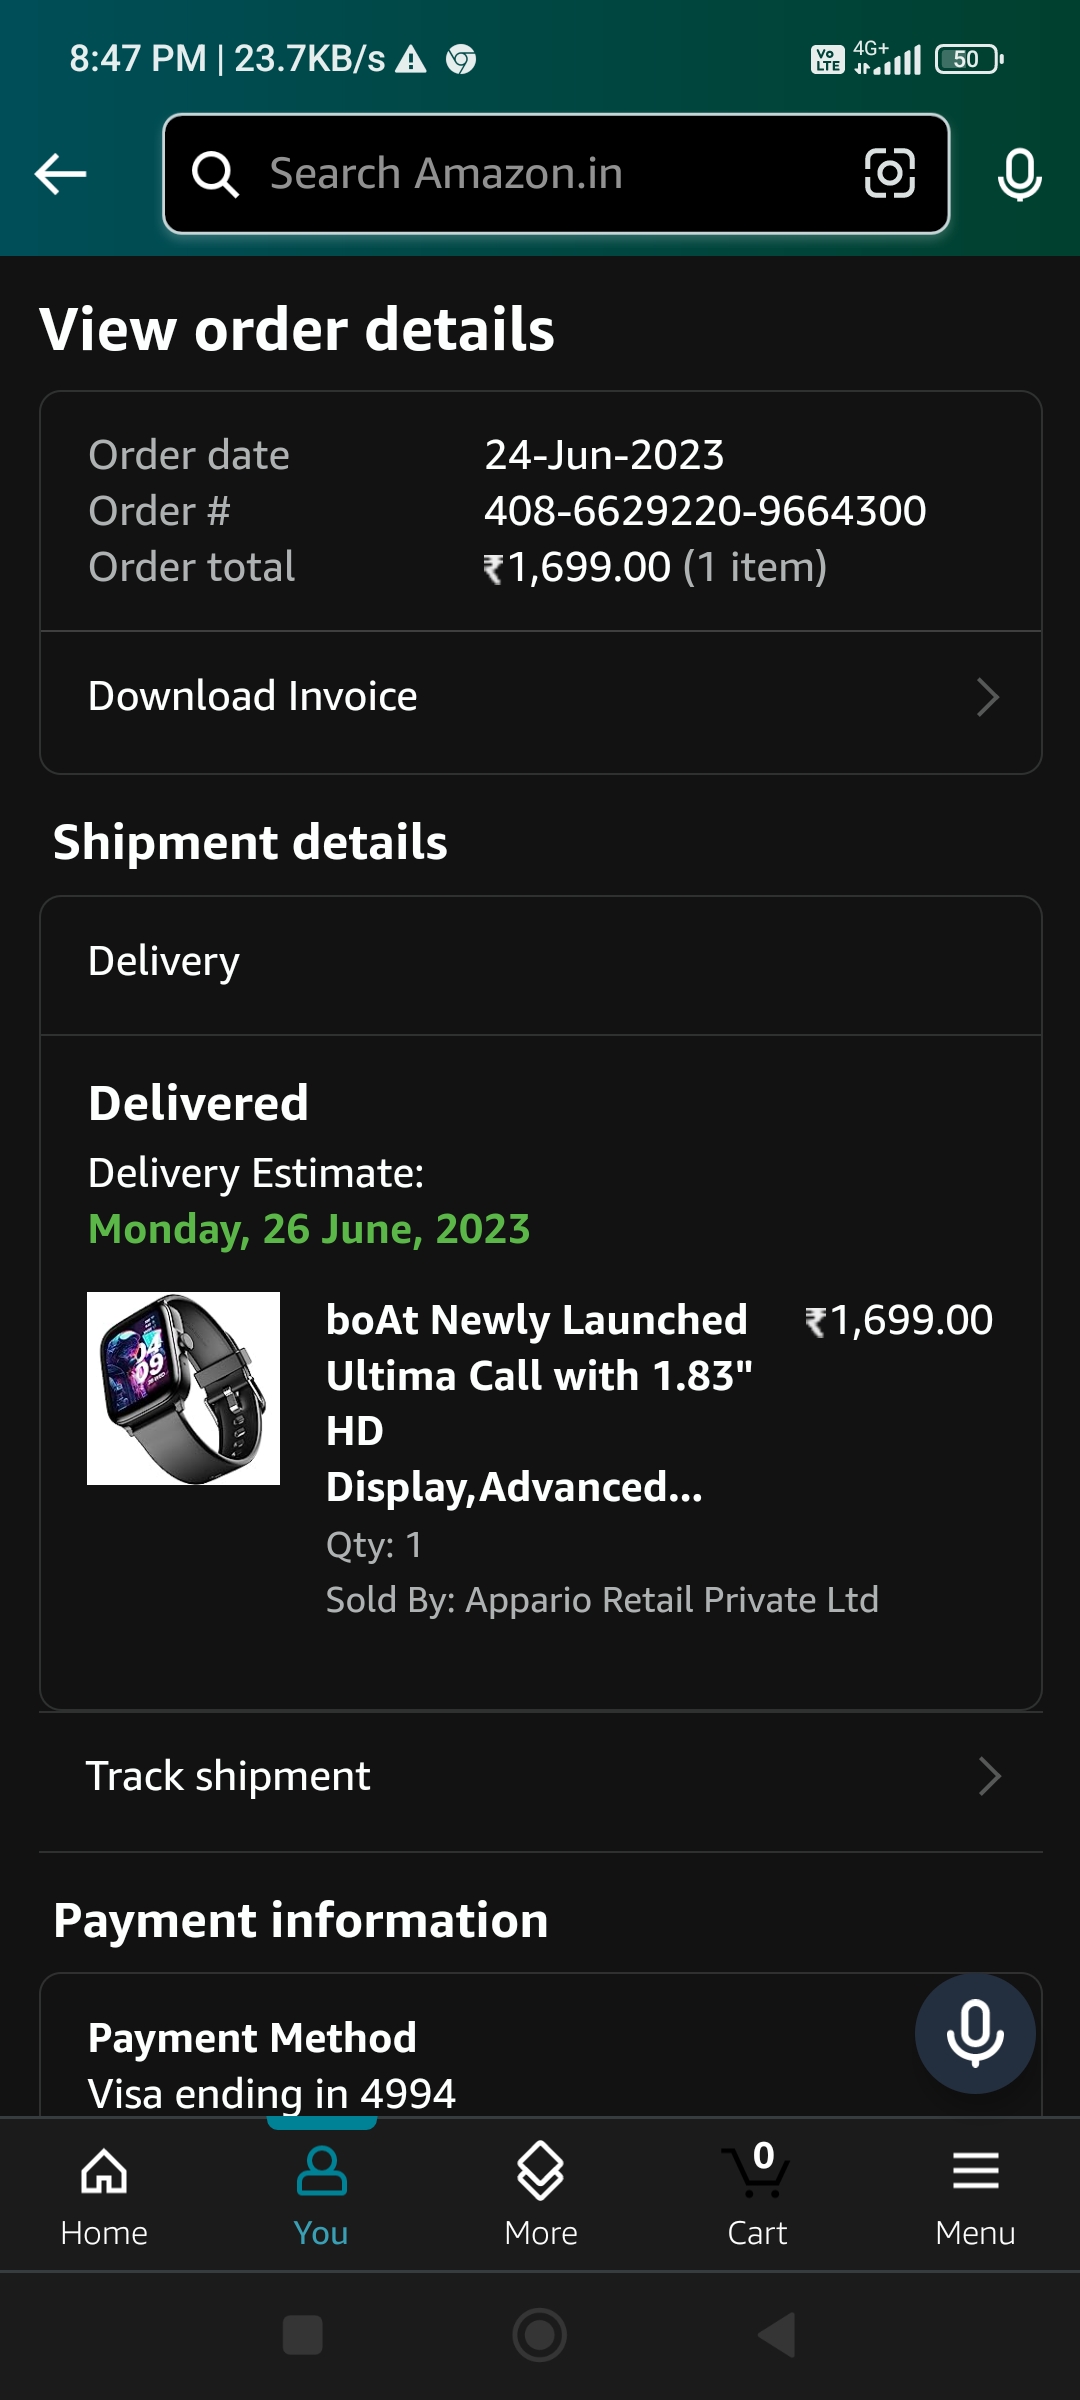 8:47 PM | 23.7KB/s
Vo LTE 4G+ 50
Search Amazon.in
View order details
Order date 24-Jun-2023
Order # 408-6629220-9664300
Order total ₹1,699.00 (1 item)
Download Invoice
Shipment details
Delivery
Delivered
Delivery Estimate:
Monday, 26 June, 2023
boAt Newly Launched ₹1,699.00
Ultima Call with 1.83"
HD
Display,Advanced...
Qty: 1
Sold By: Appario Retail Private Ltd
Track shipment
Payment information
Payment Method
Visa ending in 4994
0
Home You More Cart Menu